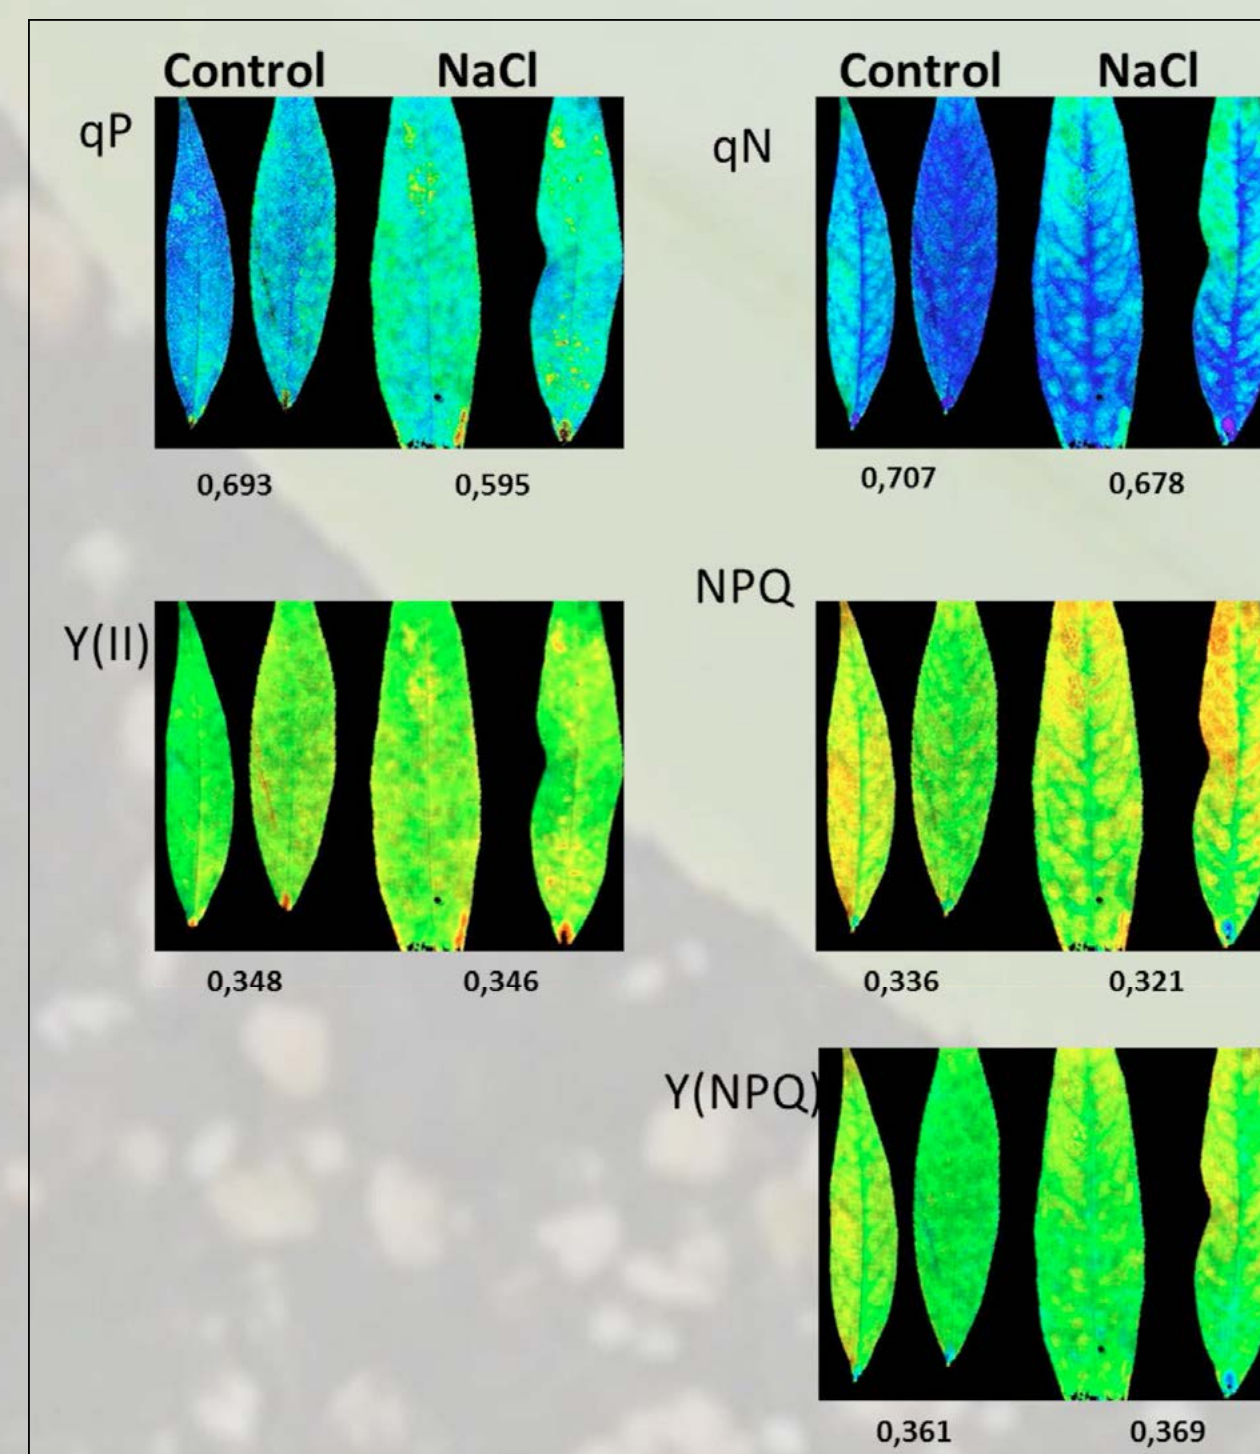 Control NaCl
qP
0,693 0,595
Control NaCl
qN
0,707 0,678
Y(II)
0,348 0,346
NPQ
0,336 0,321
Y(NPQ)
0,361 0,369